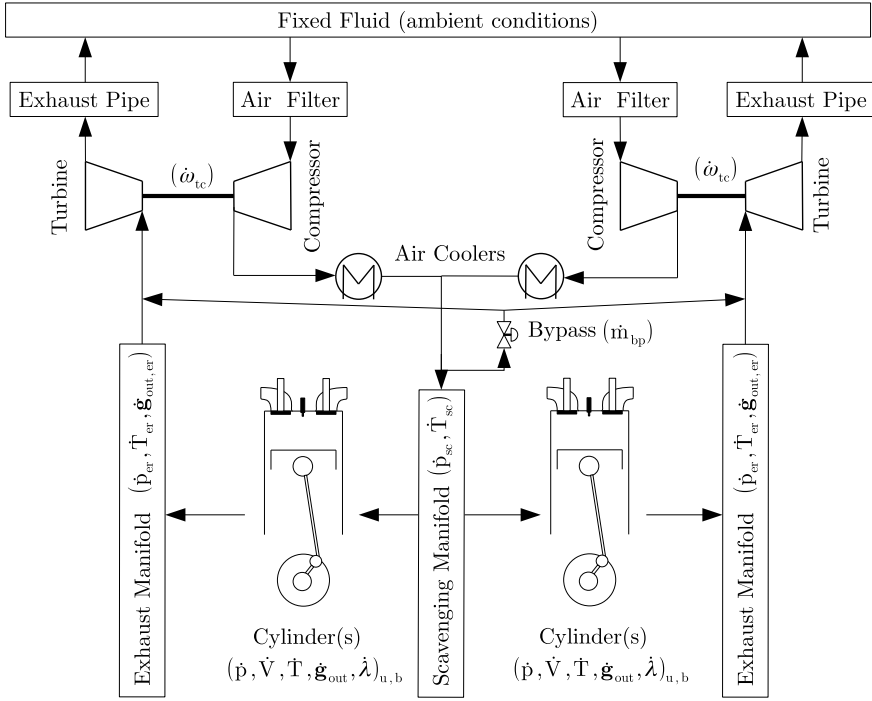 Fixed Fluid (ambient conditions)
Exhaust Pipe
Air Filter
Air Filter
Exhaust Pipe
Turbine
(ω̇tc)
Compressor
Compressor
(ω̇tc)
Turbine
Air Coolers
Bypass (ṁbp)
Exhaust Manifold (ṗer, Ṫer, ġout,er)
Scavenging Manifold (ṗsc, Ṫsc)
Exhaust Manifold (ṗer, Ṫer, ġout,er)
Cylinder(s)
(ṗ, V̇, Ṫ, ġout, λ̇)u,b
Cylinder(s)
(ṗ, V̇, Ṫ, ġout, λ̇)u,b